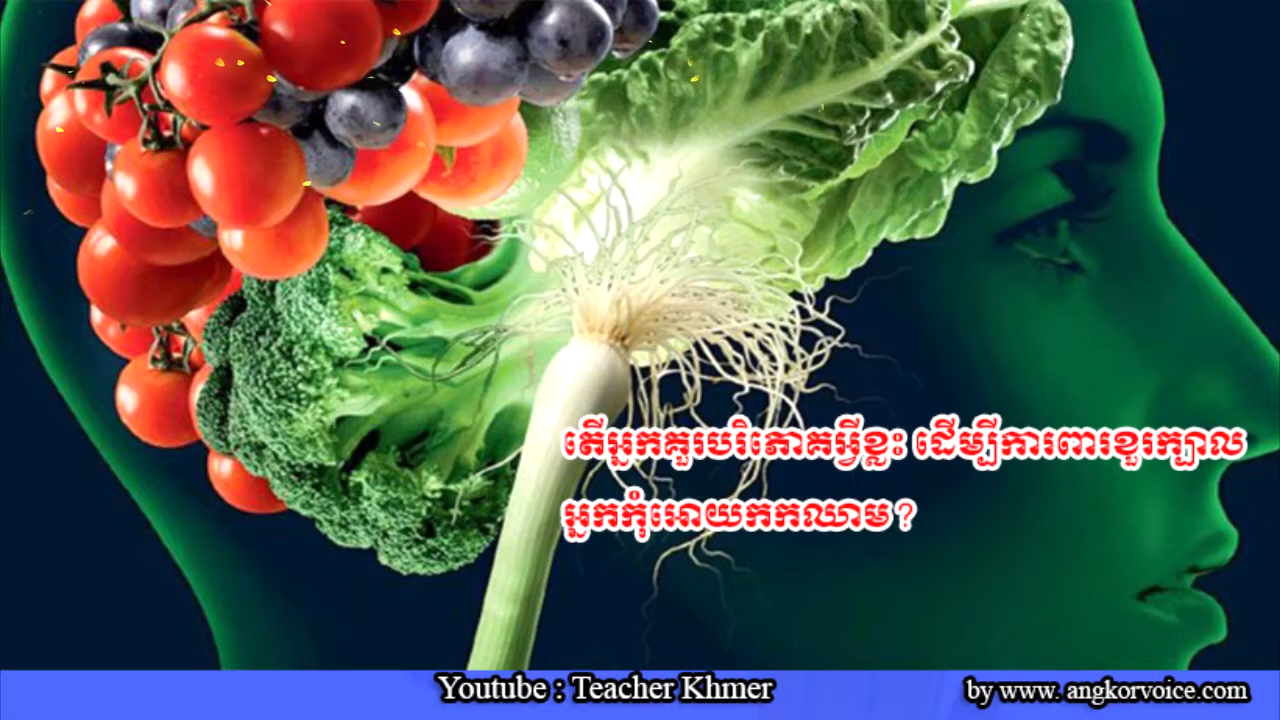 តើអ្នកគួរបរិភោគអ្វីខ្លះ ដើម្បីការពារខួរក្បាល
អ្នកកុំអោយកកឈាម?
Youtube : Teacher Khmer
by www. angkorvoice.com